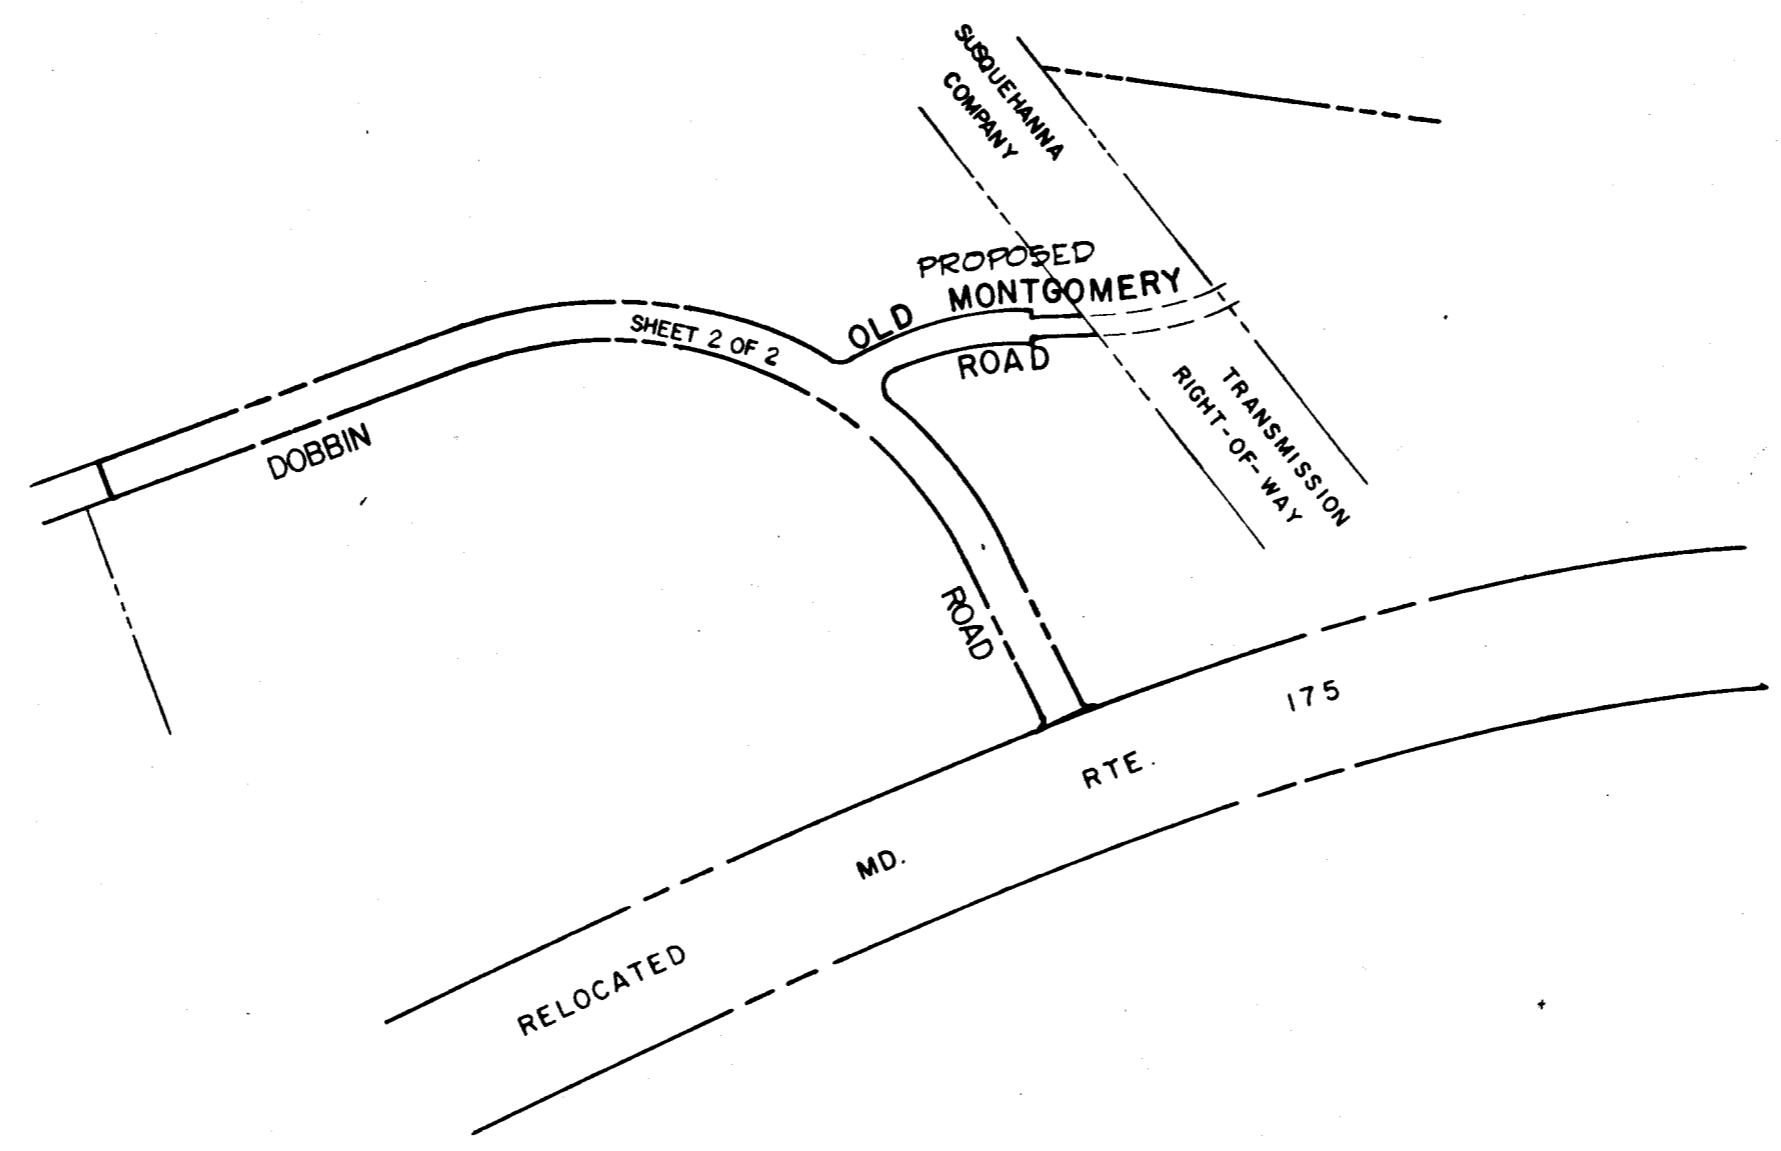 SUSQUEHANNA
COMPANY
PROPOSED
OLD MONTGOMERY
ROAD
SHEET 2 OF 2
TRANSMISSION
RIGHT-OF-WAY
DOBBIN
ROAD
RELOCATED MD. RTE. 175